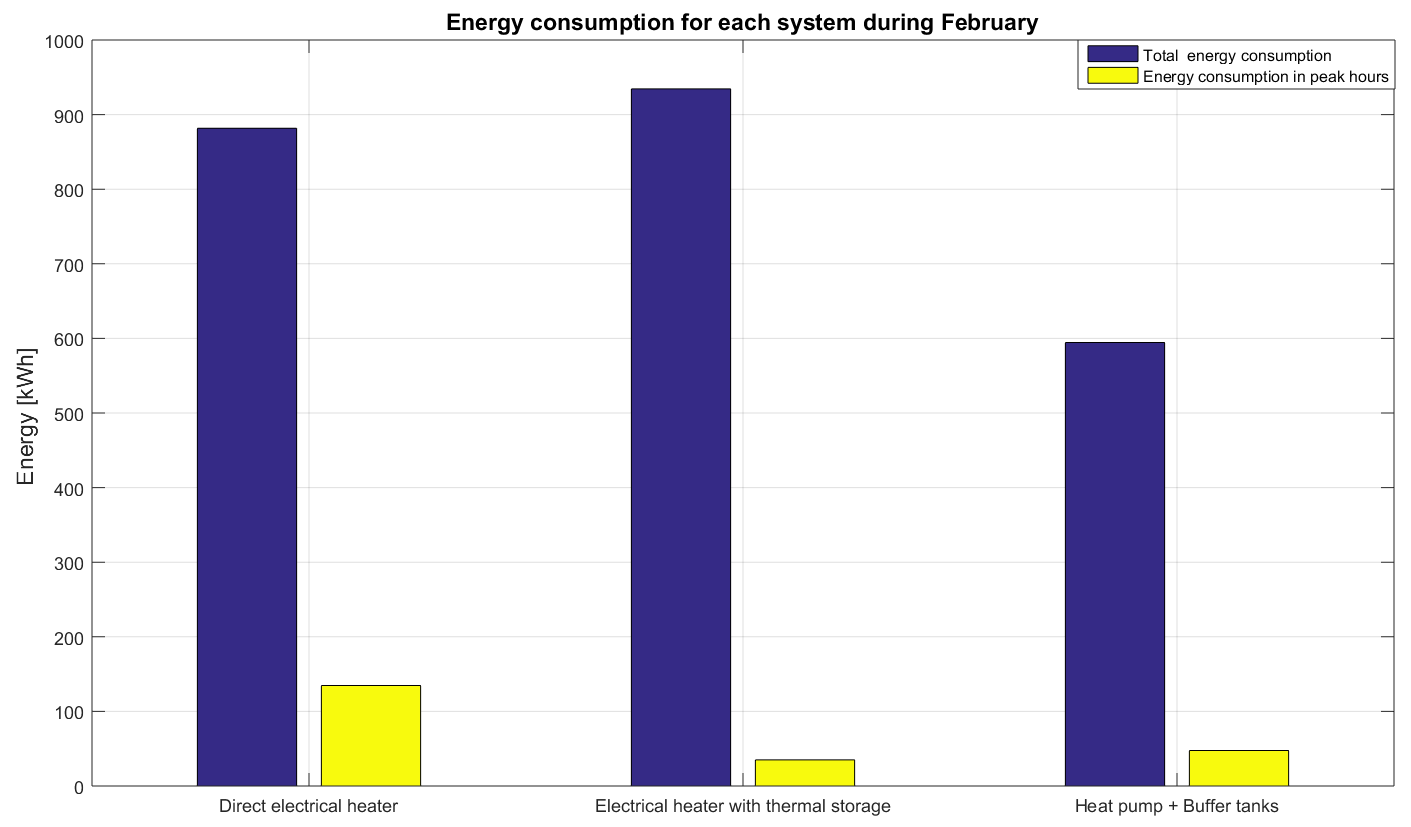 Energy consumption for each system during February
Total energy consumption
Energy consumption in peak hours
Energy [kWh]
1000
900
800
700
600
500
400
300
200
100
0
Direct electrical heater
Electrical heater with thermal storage
Heat pump + Buffer tanks